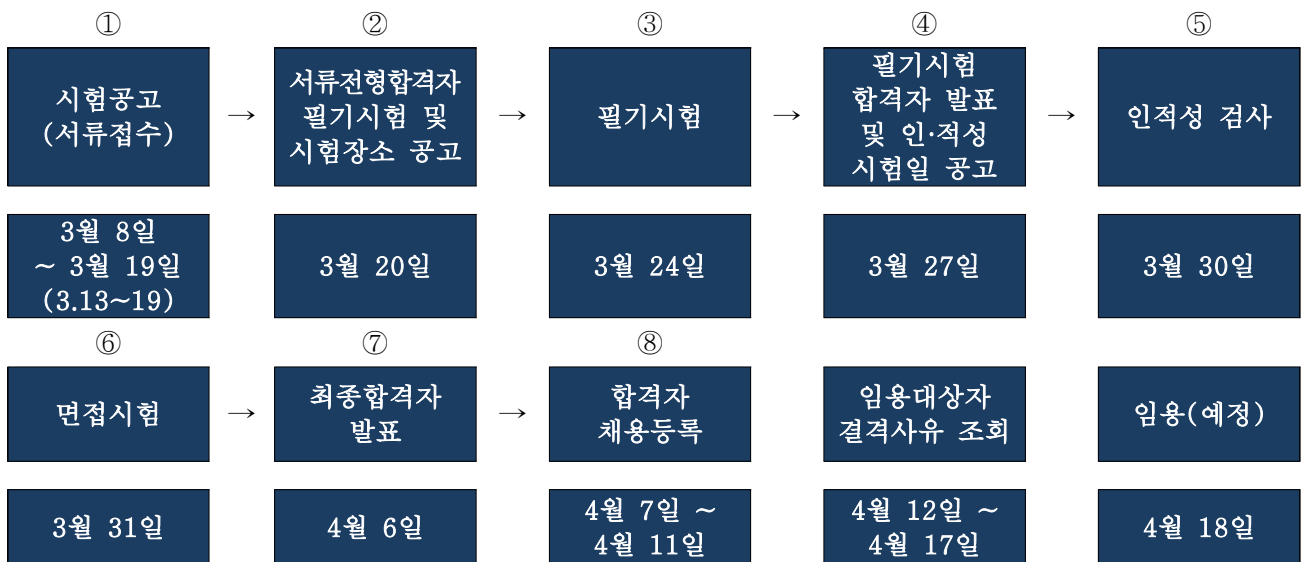 ①
시험공고
(서류접수)
→
②
서류전형합격자
필기시험 및
시험장소 공고
→
③
필기시험
→
④
필기시험
합격자 발표
및 인·적성
시험일 공고
→
⑤
인적성 검사
3월 8일
~ 3월 19일
(3.13~19)
3월 20일
3월 24일
3월 27일
3월 30일
⑥
면접시험
→
⑦
최종합격자
발표
→
⑧
합격자
채용등록
임용대상자
결격사유 조회
임용(예정)
3월 31일
4월 6일
4월 7일 ~
4월 11일
4월 12일 ~
4월 17일
4월 18일